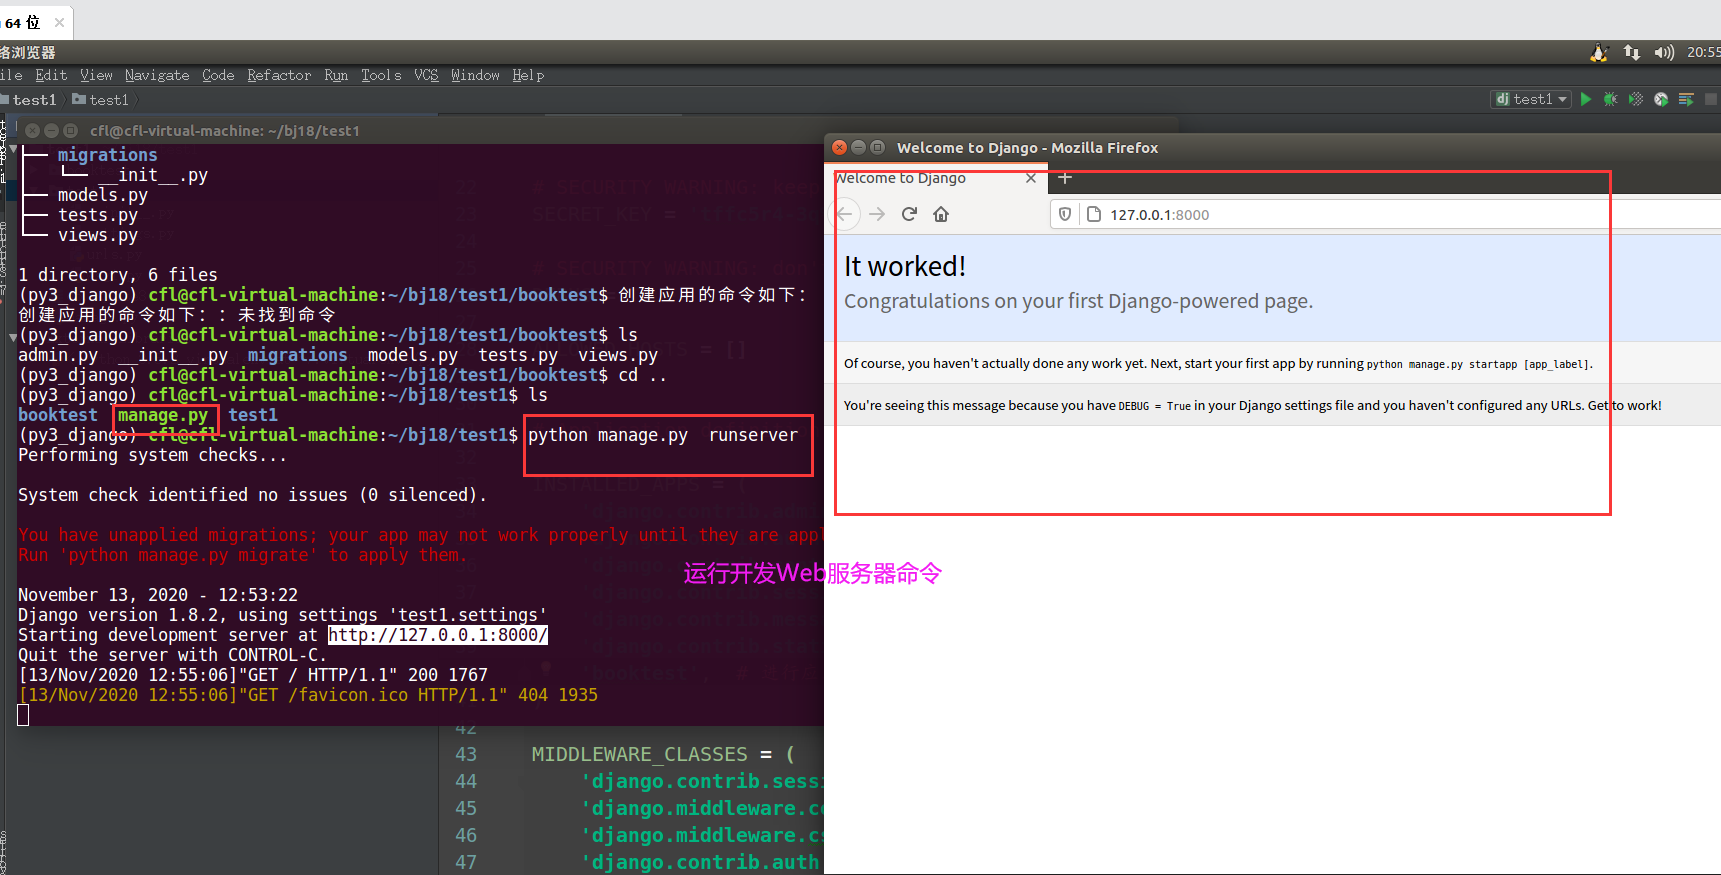 64 位
络浏览器
20:55
ile Edit View Navigate Code Refactor Run Tools VCS Window Help
test1 test1
test1
cfl@cfl-virtual-machine: ~/bj18/test1
├── migrations
│   └── __init__.py
├── models.py
├── tests.py
└── views.py
1 directory, 6 files
(py3_django) cfl@cfl-virtual-machine:~/bj18/test1/booktest$ 创建应用的命令如下：
创建应用的命令如下：：未找到命令
(py3_django) cfl@cfl-virtual-machine:~/bj18/test1/booktest$ ls
admin.py  __init__.py  migrations  models.py  tests.py  views.py
(py3_django) cfl@cfl-virtual-machine:~/bj18/test1/booktest$ cd ..
(py3_django) cfl@cfl-virtual-machine:~/bj18/test1$ ls
booktest  manage.py  test1
(py3_django) cfl@cfl-virtual-machine:~/bj18/test1$ python manage.py  runserver
Performing system checks...
System check identified no issues (0 silenced).
You have unapplied migrations; your app may not work properly until they are appl
Run 'python manage.py migrate' to apply them.
November 13, 2020 - 12:53:22
Django version 1.8.2, using settings 'test1.settings'
Starting development server at http://127.0.0.1:8000/
Quit the server with CONTROL-C.
[13/Nov/2020 12:55:06]"GET / HTTP/1.1" 200 1767
[13/Nov/2020 12:55:06]"GET /favicon.ico HTTP/1.1" 404 1935
42
43 MIDDLEWARE_CLASSES = (
44 'django.contrib.sessi
45 'django.middleware.co
46 'django.middleware.cs
47 'django.contrib.auth
Welcome to Django - Mozilla Firefox
Welcome to Django
127.0.0.1:8000
It worked!
Congratulations on your first Django-powered page.
Of course, you haven't actually done any work yet. Next, start your first app by running python manage.py startapp [app_label].
You're seeing this message because you have DEBUG = True in your Django settings file and you haven't configured any URLs. Get to work!
运行开发Web服务器命令